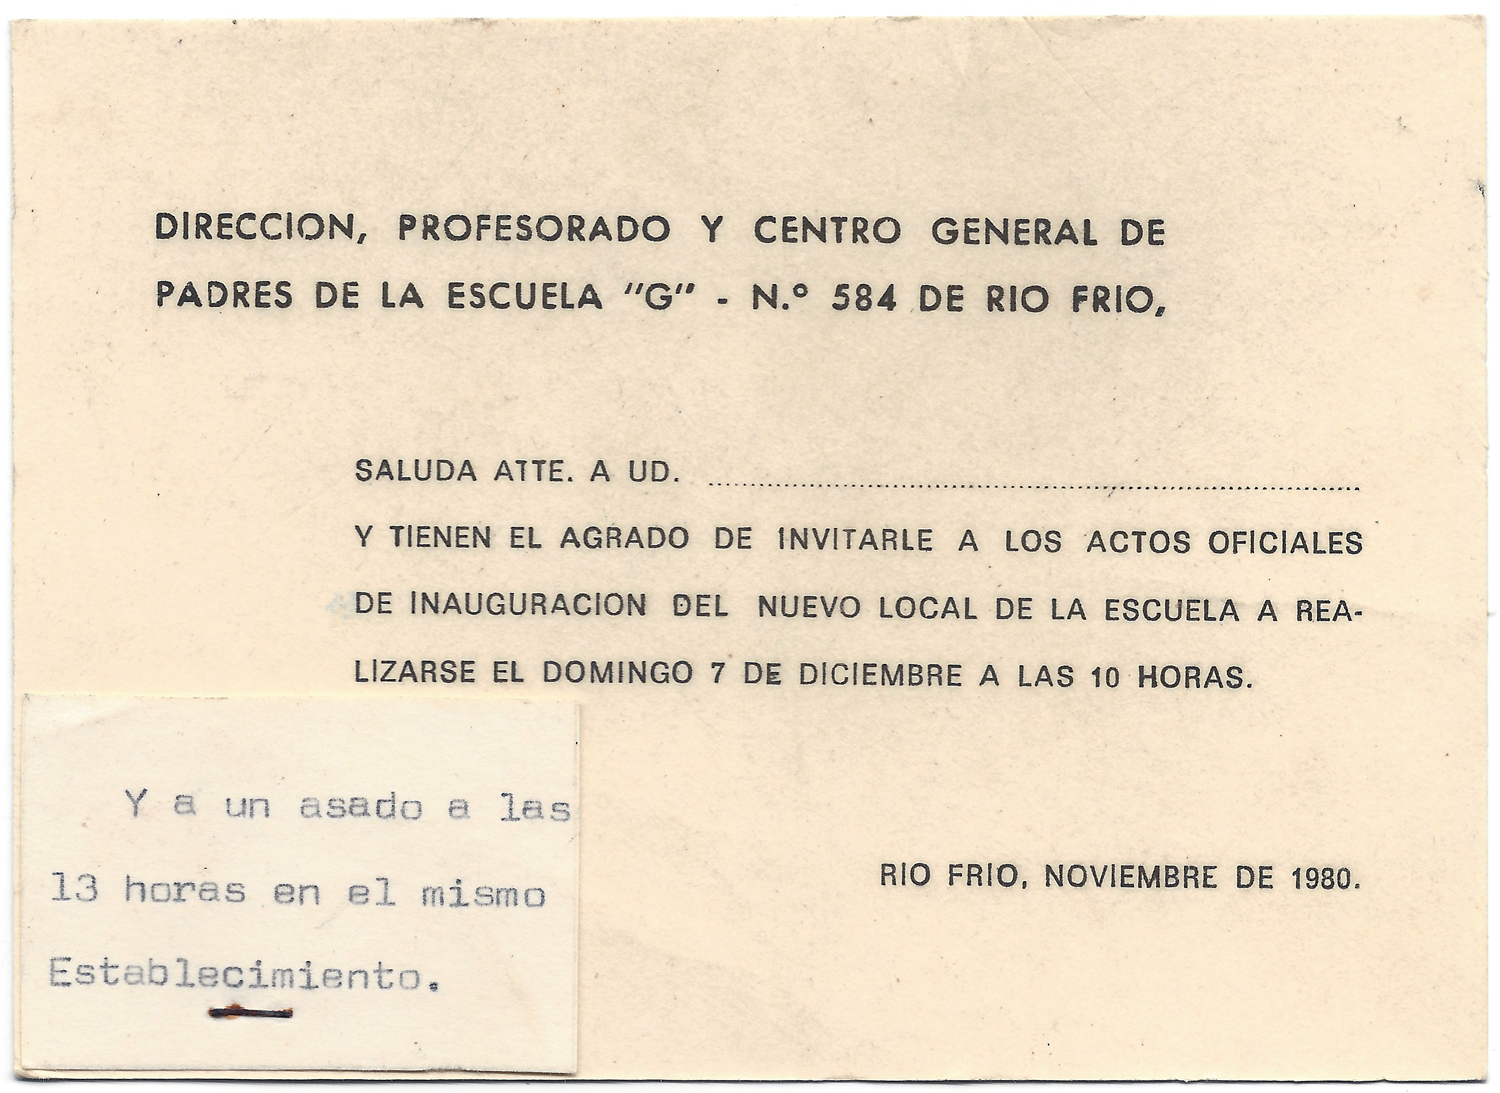 DIRECCION, PROFESORADO Y CENTRO GENERAL DE
PADRES DE LA ESCUELA "G" - N.º 584 DE RIO FRIO,
SALUDA ATTE. A UD. ........................................................................
Y TIENEN EL AGRADO DE INVITARLE A LOS ACTOS OFICIALES
DE INAUGURACION DEL NUEVO LOCAL DE LA ESCUELA A REA-
LIZARSE EL DOMINGO 7 DE DICIEMBRE A LAS 10 HORAS.
Y a un asado a las
13 horas en el mismo
Establecimiento.
RIO FRIO, NOVIEMBRE DE 1980.